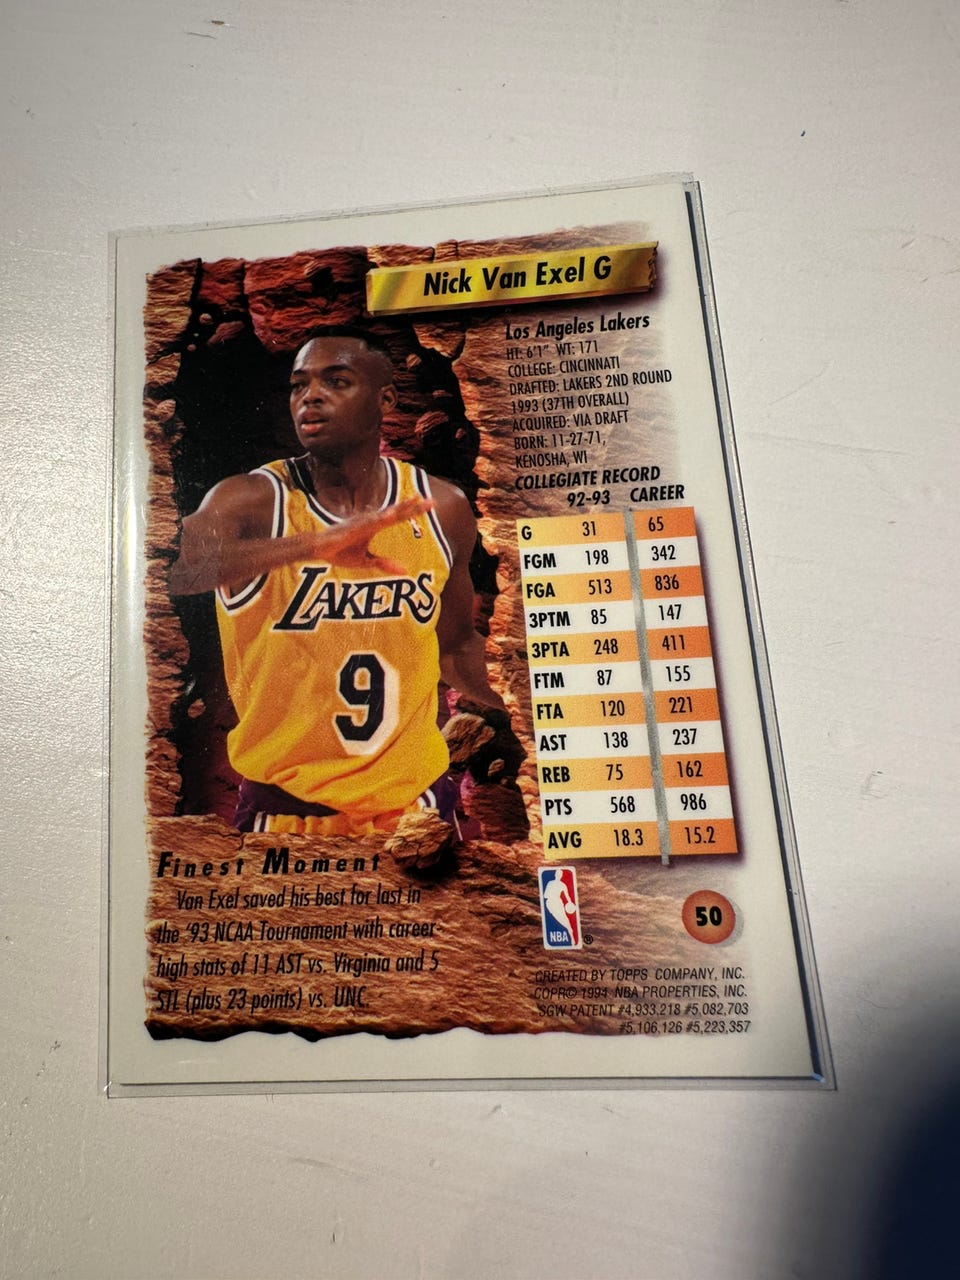 Nick Van Exel G
Los Angeles Lakers
HT: 6'1" WT: 171
COLLEGE: CINCINNATI
DRAFTED: LAKERS 2ND ROUND
1993 (37TH OVERALL)
ACQUIRED: VIA DRAFT
BORN: 11-27-71,
KENOSHA, WI
COLLEGIATE RECORD
92-93 CAREER
G 31 65
FGM 198 342
FGA 513 836
3PTM 85 147
3PTA 248 411
FTM 87 155
FTA 120 221
AST 138 237
REB 75 162
PTS 568 986
AVG 18.3 15.2
LAKERS
9
Finest Moment
Van Exel saved his best for last in
the '93 NCAA Tournament with career-
high stats of 11 AST vs. Virginia and 5
STL (plus 23 points) vs. UNC.
NBA ®
50
CREATED BY TOPPS COMPANY, INC.
COPR© 1994 NBA PROPERTIES, INC.
SGW PATENT #4,933,218 #5,082,703
#5,106,126 #5,223,357